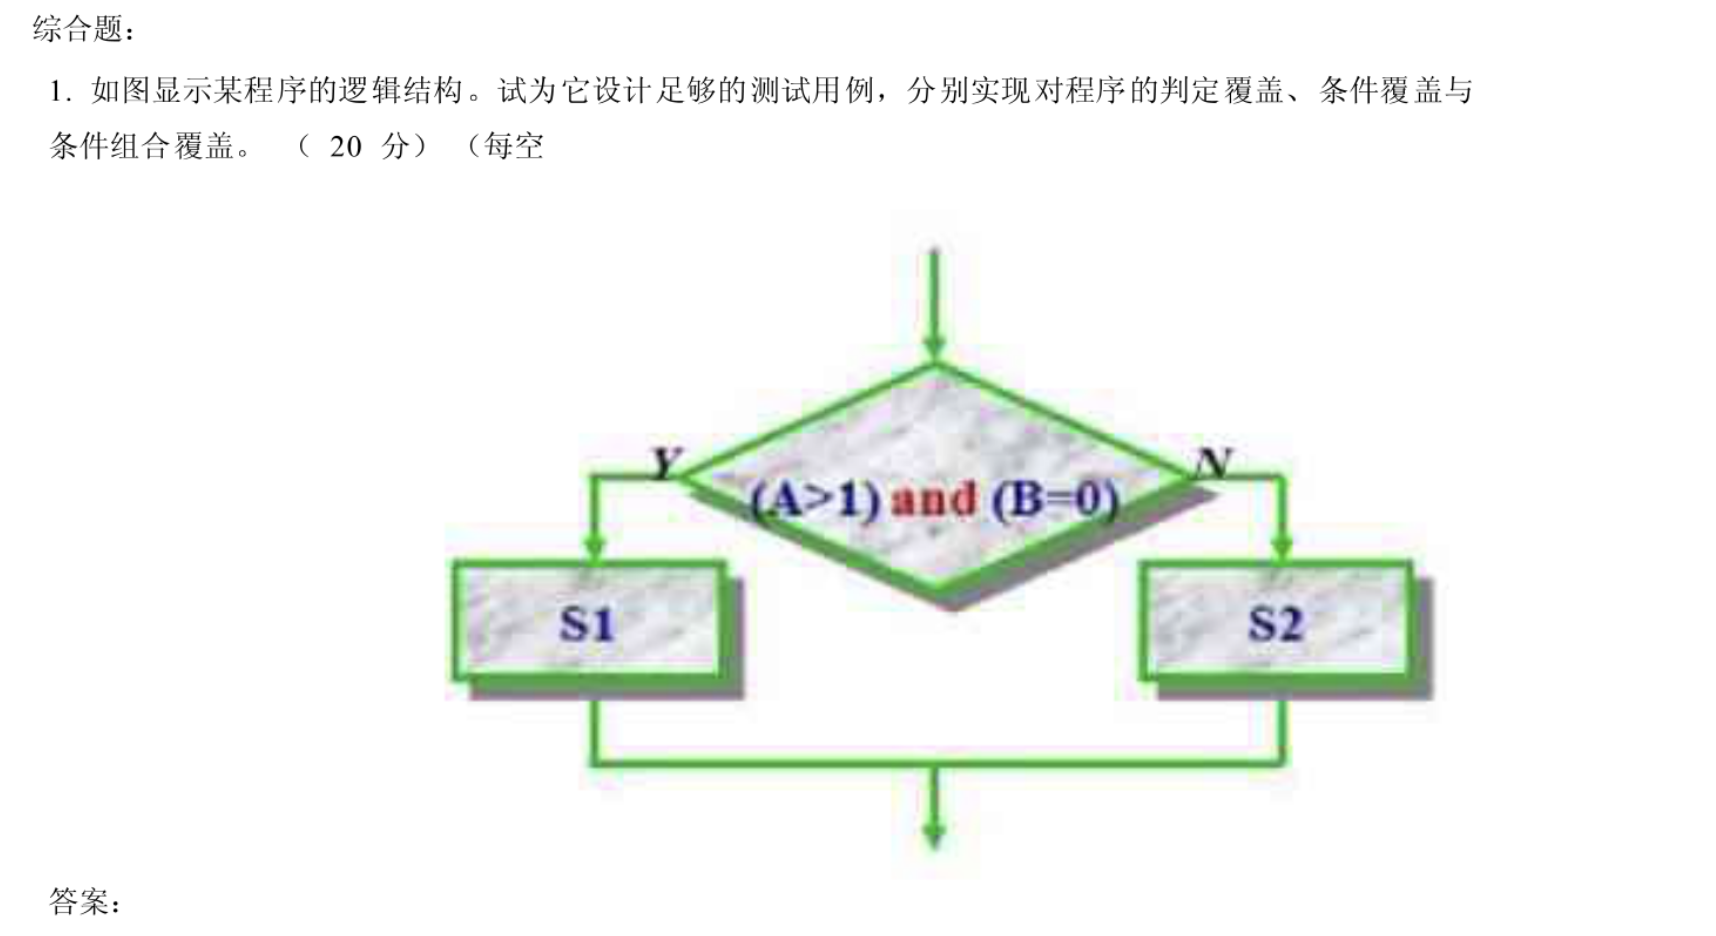 综合题：
1. 如图显示某程序的逻辑结构。试为它设计足够的测试用例，分别实现对程序的判定覆盖、条件覆盖与
条件组合覆盖。 （ 20 分） （每空
Y
N
(A>1) and (B=0)
S1
S2
答案：